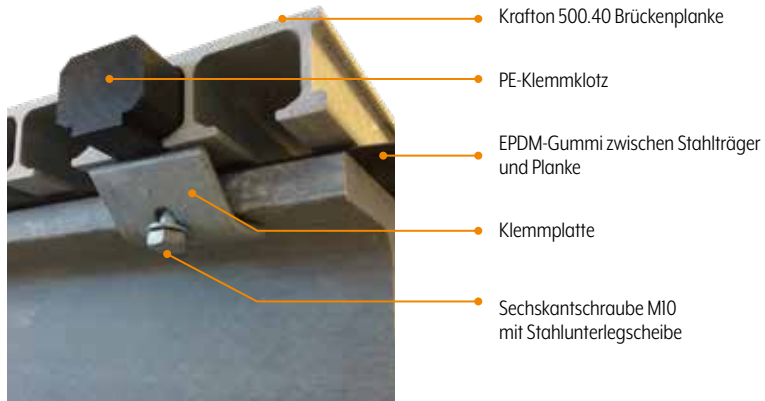 Krafton 500.40 Brückenplanke
PE-Klemmklotz
EPDM-Gummi zwischen Stahlträger
und Planke
Klemmplatte
Sechskantschraube M10
mit Stahlunterlegscheibe